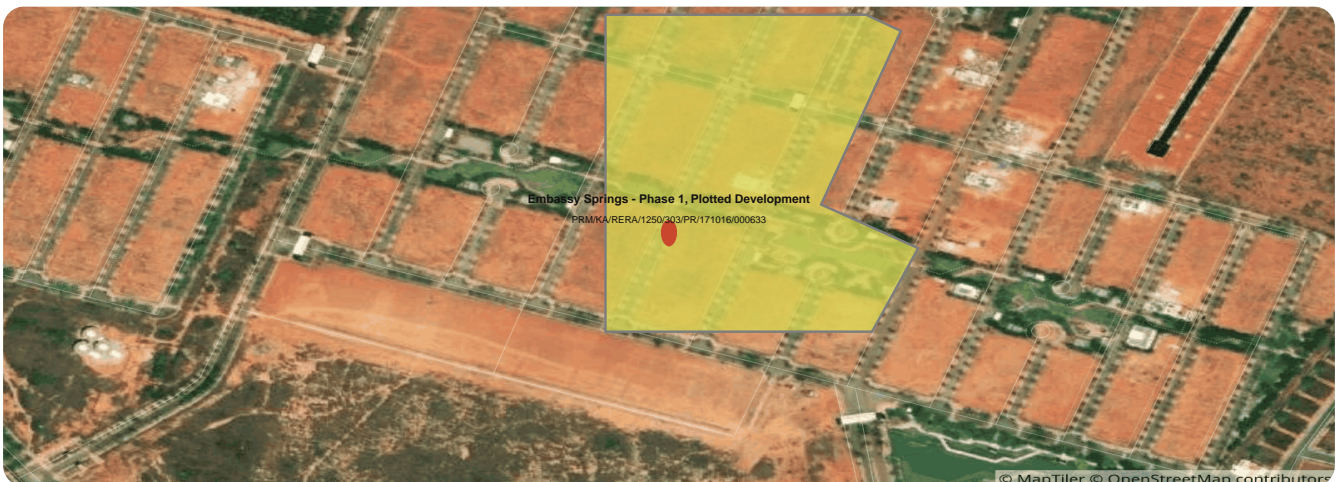 Embassy Springs - Phase 1, Plotted Development
PRM/KA/RERA/1250/303/PR/171016/000633
© MapTiler © OpenStreetMap contributors